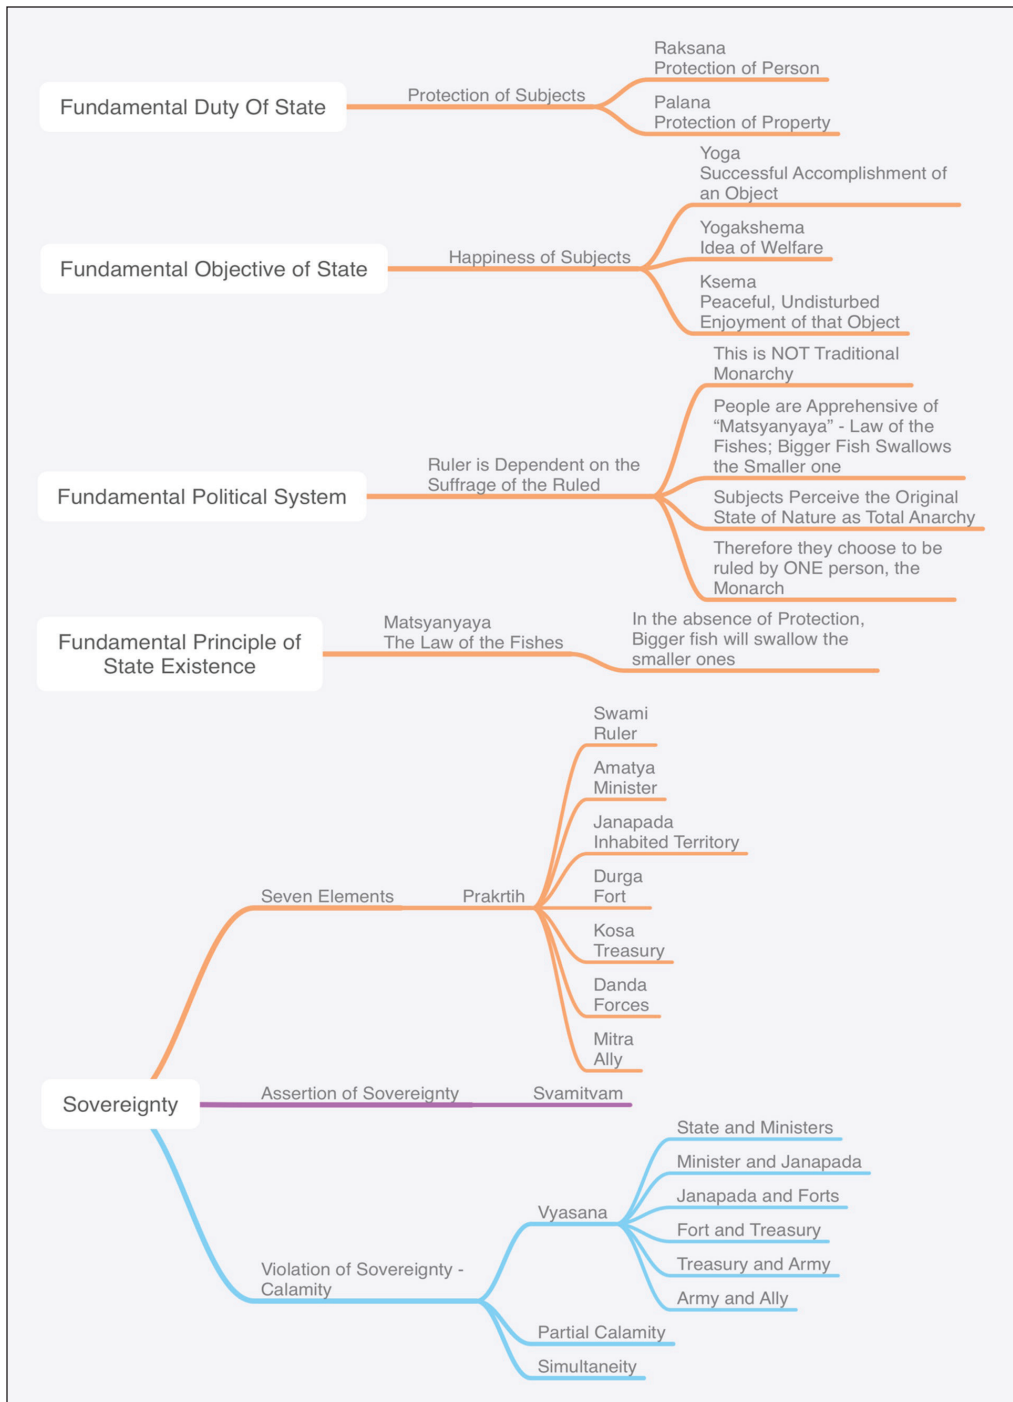 Fundamental Duty Of State
Protection of Subjects
Raksana
Protection of Person
Palana
Protection of Property
Fundamental Objective of State
Happiness of Subjects
Yoga
Successful Accomplishment of
an Object
Yogakshema
Idea of Welfare
Ksema
Peaceful, Undisturbed
Enjoyment of that Object
Fundamental Political System
Ruler is Dependent on the
Suffrage of the Ruled
This is NOT Traditional
Monarchy
People are Apprehensive of
“Matsyanyaya” - Law of the
Fishes; Bigger Fish Swallows
the Smaller one
Subjects Perceive the Original
State of Nature as Total Anarchy
Therefore they choose to be
ruled by ONE person, the
Monarch
Fundamental Principle of
State Existence
Matsyanyaya
The Law of the Fishes
In the absence of Protection,
Bigger fish will swallow the
smaller ones
Sovereignty
Seven Elements
Prakrtih
Swami
Ruler
Amatya
Minister
Janapada
Inhabited Territory
Durga
Fort
Kosa
Treasury
Danda
Forces
Mitra
Ally
Assertion of Sovereignty
Svamitvam
Violation of Sovereignty -
Calamity
Vyasana
State and Ministers
Minister and Janapada
Janapada and Forts
Fort and Treasury
Treasury and Army
Army and Ally
Partial Calamity
Simultaneity